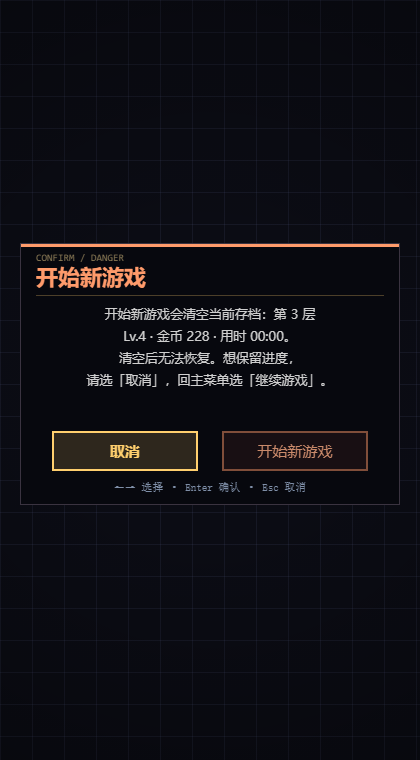 CONFIRM / DANGER
开始新游戏
开始新游戏会清空当前存档：第 3 层
Lv.4 · 金币 228 · 用时 00:00。
清空后无法恢复。想保留进度，
请选「取消」，回主菜单选「继续游戏」。
取消
开始新游戏
←→ 选择 · Enter 确认 · Esc 取消